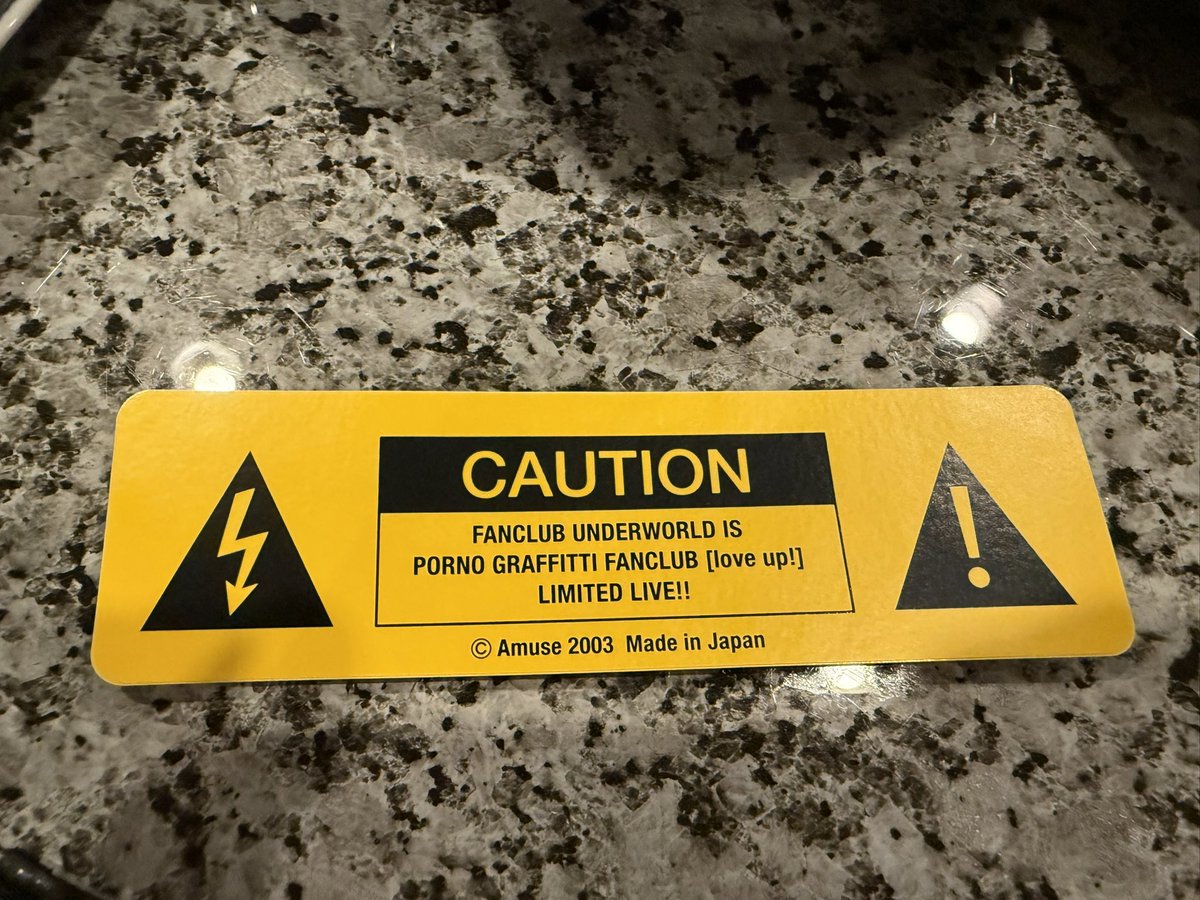 CAUTION
FANCLUB UNDERWORLD IS
PORNO GRAFFITTI FANCLUB [love up!]
LIMITED LIVE!!
© Amuse 2003 Made in Japan